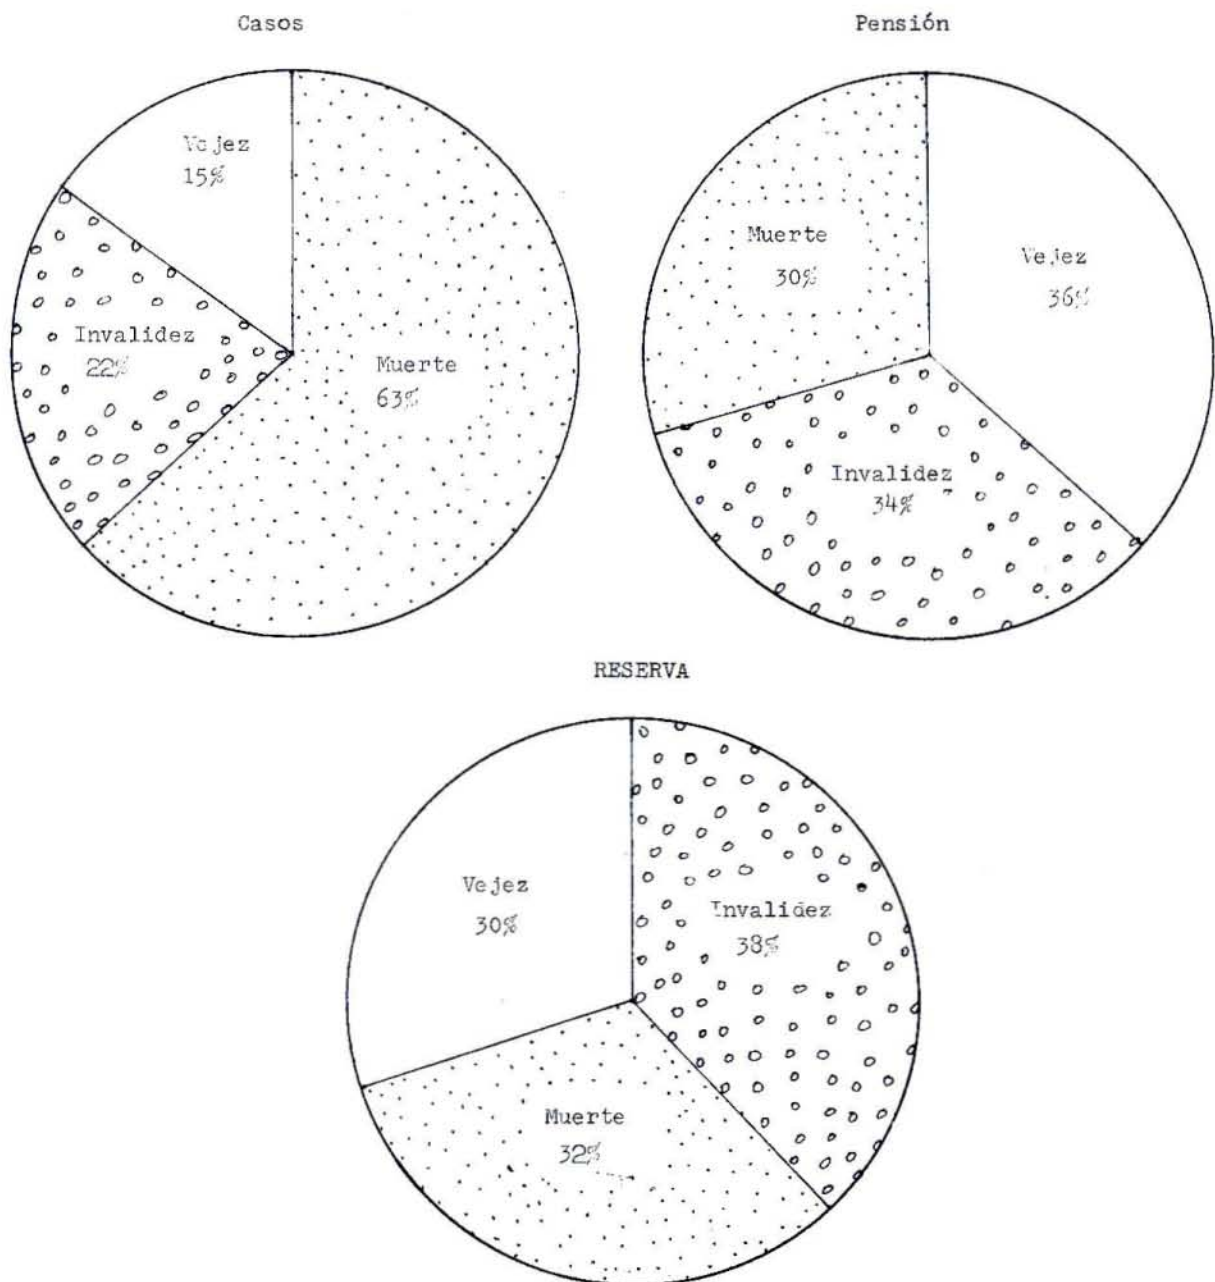 Casos
Pensión
Vejez
15%
Invalidez
22%
Muerte
63%
Muerte
30%
Vejez
36%
Invalidez
34%
RESERVA
Vejez
30%
Invalidez
38%
Muerte
32%